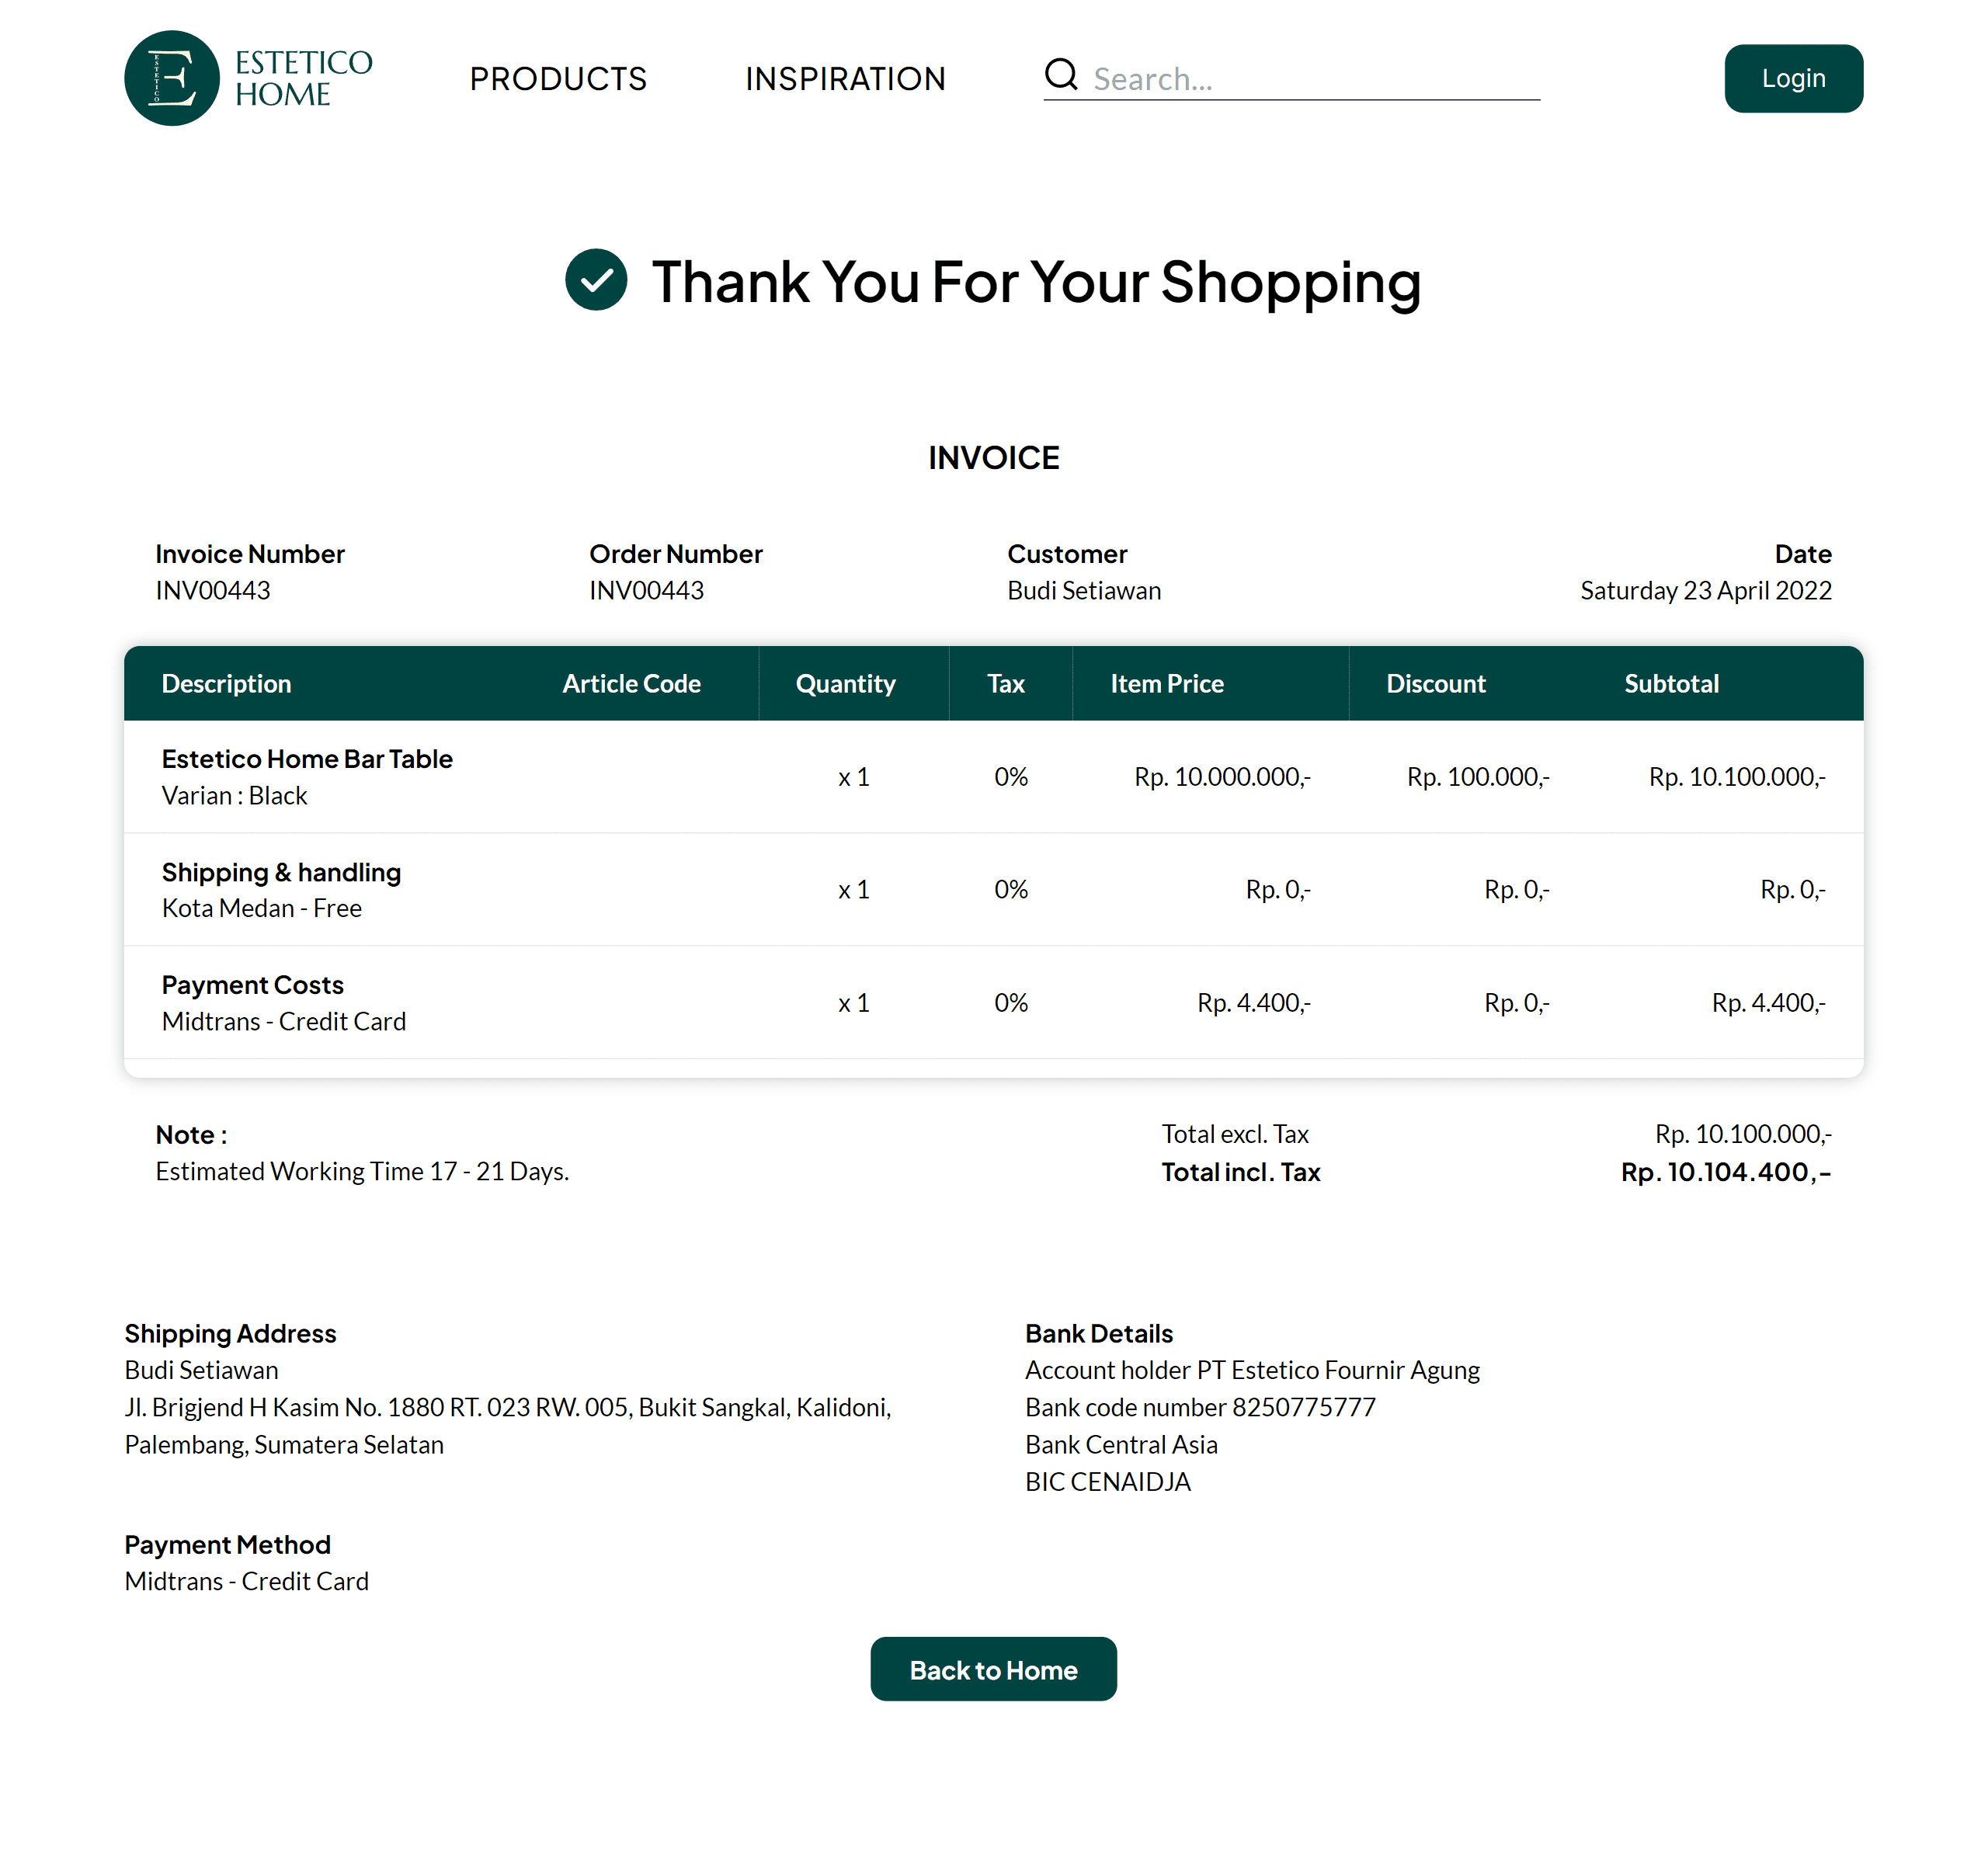 ESTETICO
ESTETICO
HOME
PRODUCTS
INSPIRATION
Search...
Login
Thank You For Your Shopping
INVOICE
Invoice Number
INV00443
Order Number
INV00443
Customer
Budi Setiawan
Date
Saturday 23 April 2022
Description Article Code Quantity Tax Item Price Discount Subtotal
Estetico Home Bar Table
Varian : Black
x 1 0% Rp. 10.000.000,- Rp. 100.000,- Rp. 10.100.000,-
Shipping & handling
Kota Medan - Free
x 1 0% Rp. 0,- Rp. 0,- Rp. 0,-
Payment Costs
Midtrans - Credit Card
x 1 0% Rp. 4.400,- Rp. 0,- Rp. 4.400,-
Note :
Estimated Working Time 17 - 21 Days.
Total excl. Tax Rp. 10.100.000,-
Total incl. Tax Rp. 10.104.400,-
Shipping Address
Budi Setiawan
Jl. Brigjend H Kasim No. 1880 RT. 023 RW. 005, Bukit Sangkal, Kalidoni,
Palembang, Sumatera Selatan
Bank Details
Account holder PT Estetico Fournir Agung
Bank code number 8250775777
Bank Central Asia
BIC CENAIDJA
Payment Method
Midtrans - Credit Card
Back to Home